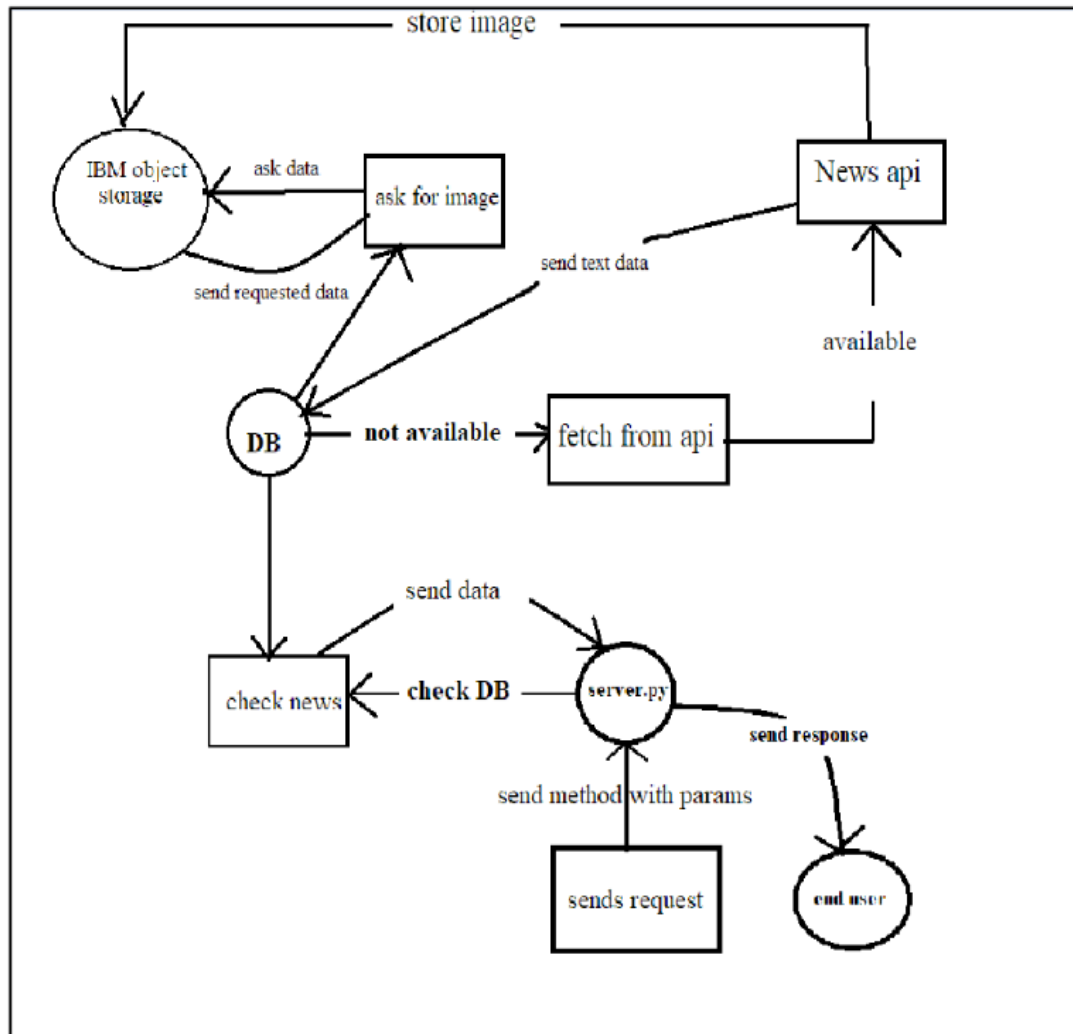 store image
IBM object
storage
ask data
ask for image
News api
send text data
send requested data
available
DB
not available
fetch from api
send data
check news
check DB
server.py
send response
send method with params
sends request
end user